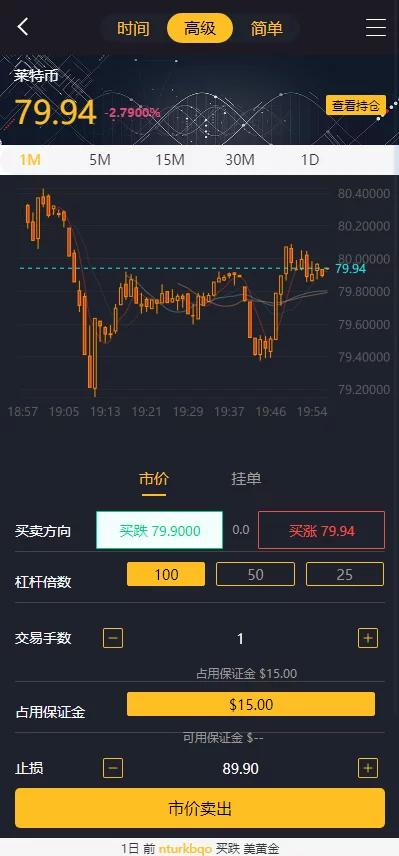 时间 高级 简单
莱特币
79.94 -2.7900%
查看持仓
1M 5M 15M 30M 1D
80.40000
80.20000
80.00000
79.94
79.80000
79.60000
79.40000
79.20000
18:57 19:05 19:13 19:21 19:29 19:37 19:46 19:54
市价 挂单
买卖方向 买跌 79.9000 0.0 买涨 79.94
杠杆倍数 100 50 25
交易手数 1
占用保证金 $15.00
占用保证金 $15.00
可用保证金 $--
止损 89.90
市价卖出
1日 前 nturkbqo 买跌 美黄金